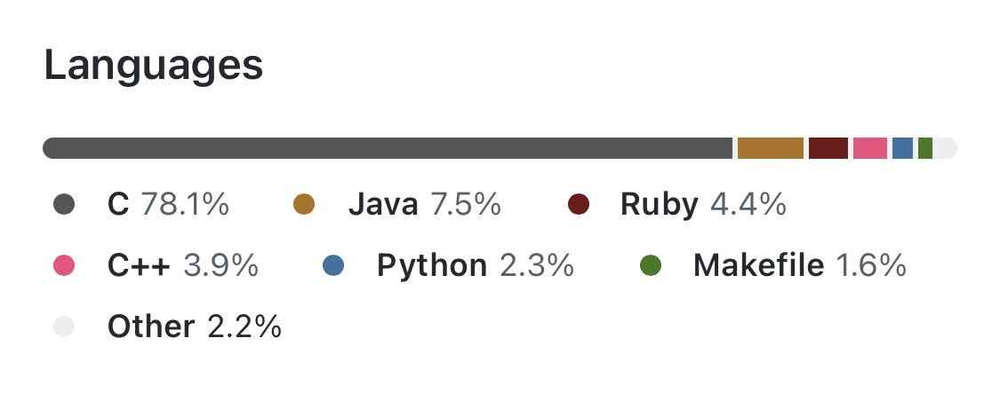 Languages
C 78.1% Java 7.5% Ruby 4.4%
C++ 3.9% Python 2.3% Makefile 1.6%
Other 2.2%